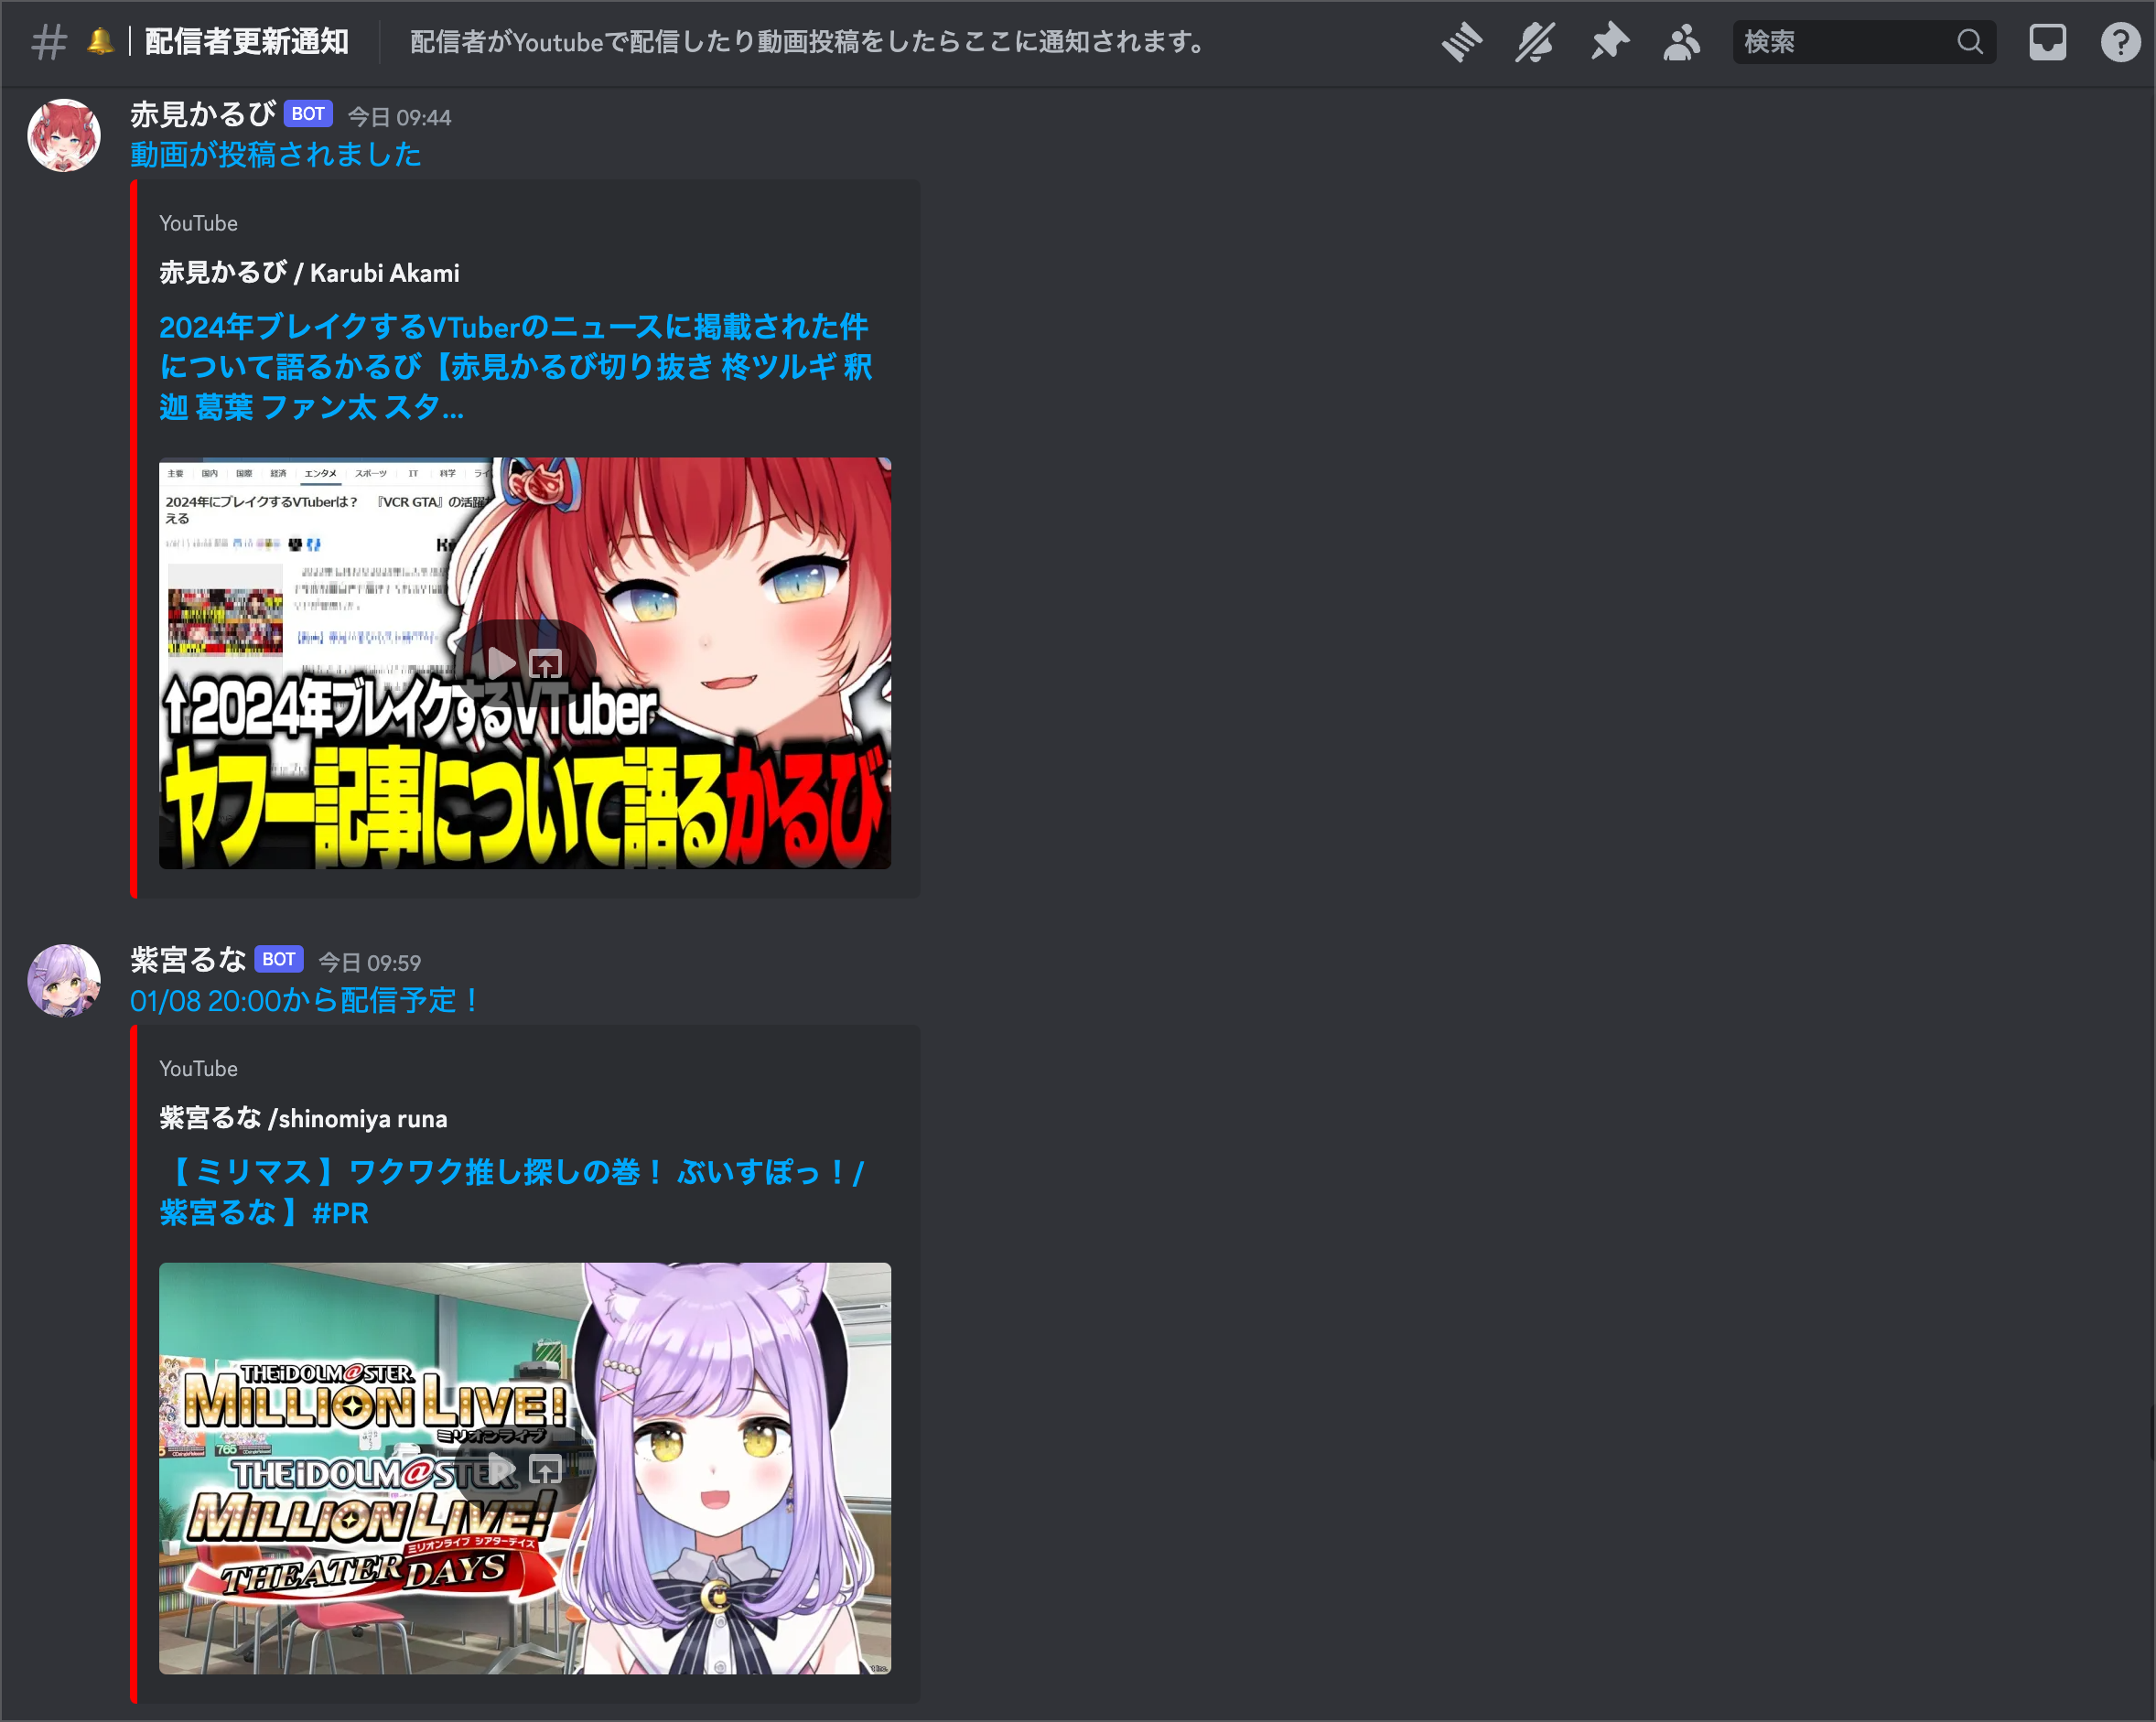 🔔 | 配信者更新通知 配信者がYoutubeで配信したり動画投稿をしたらここに通知されます。 検索
赤見かるび BOT 今日 09:44
動画が投稿されました
YouTube
赤見かるび / Karubi Akami
2024年ブレイクするVTuberのニュースに掲載された件
について語るかるび【赤見かるび切り抜き 柊ツルギ 釈
迦 葛葉 ファン太 スタ...
主要 国内 国際 経済 エンタメ スポーツ IT 科学 ライ
2024年にブレイクするVTuberは? 『VCR GTA』の活躍
える
↑2024年ブレイクするVTuber
ヤフー記事について語るかるび
紫宮るな BOT 今日 09:59
01/08 20:00から配信予定！
YouTube
紫宮るな /shinomiya runa
【 ミリマス 】ワクワク推し探しの巻！ ぶいすぽっ！/
紫宮るな 】#PR
THE iDOLM@STER
MILLION LIVE!
ミリオンライブ
765
THE iDOLM@STER
MILLION LIVE!
ミリオンライブ シアターデイズ
THEATER DAYS